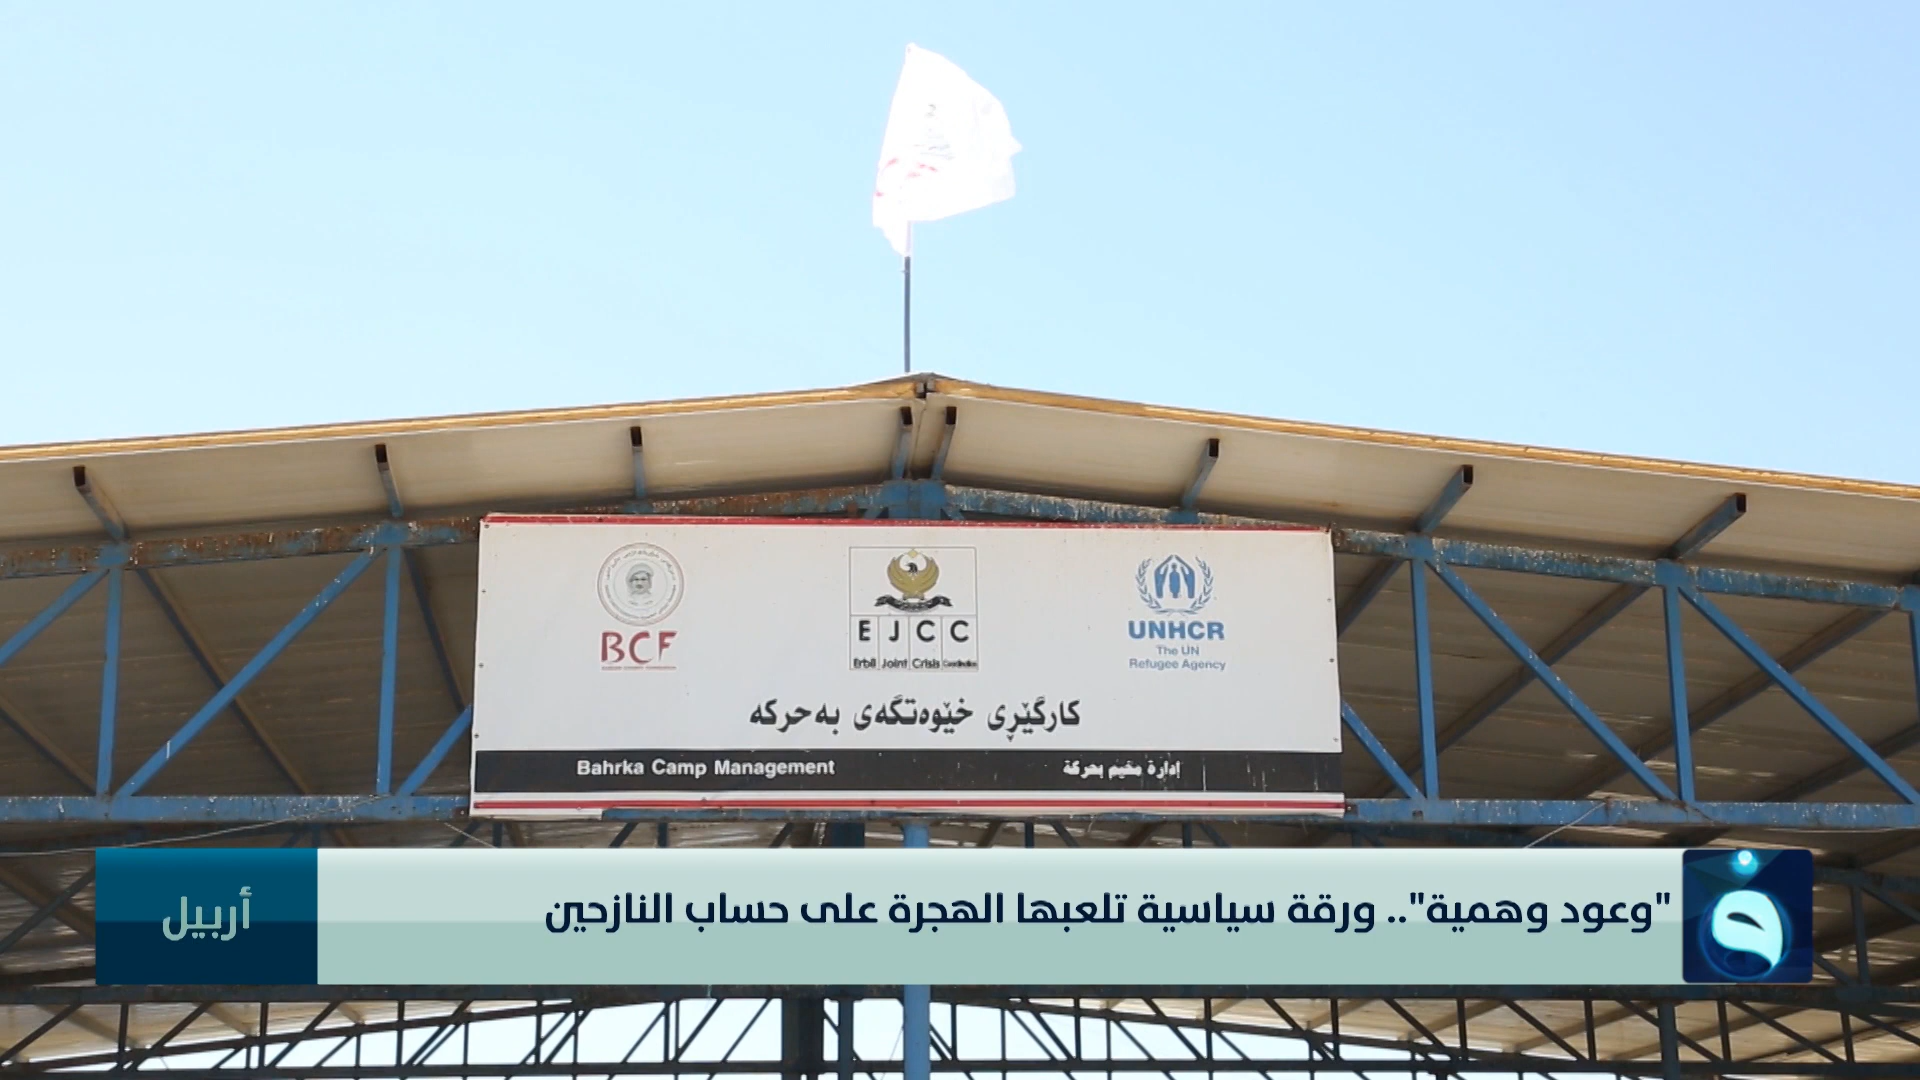 BCF
EJCC
Erbil Joint Crisis Coordination
UNHCR
The UN
Refugee Agency
کارگێڕی خێوەتگەی بەحرکە
Bahrka Camp Management
إدارة مخيم بحركة
"وعود وهمية".. ورقة سياسية تلعبها الهجرة على حساب النازحين
أربيل